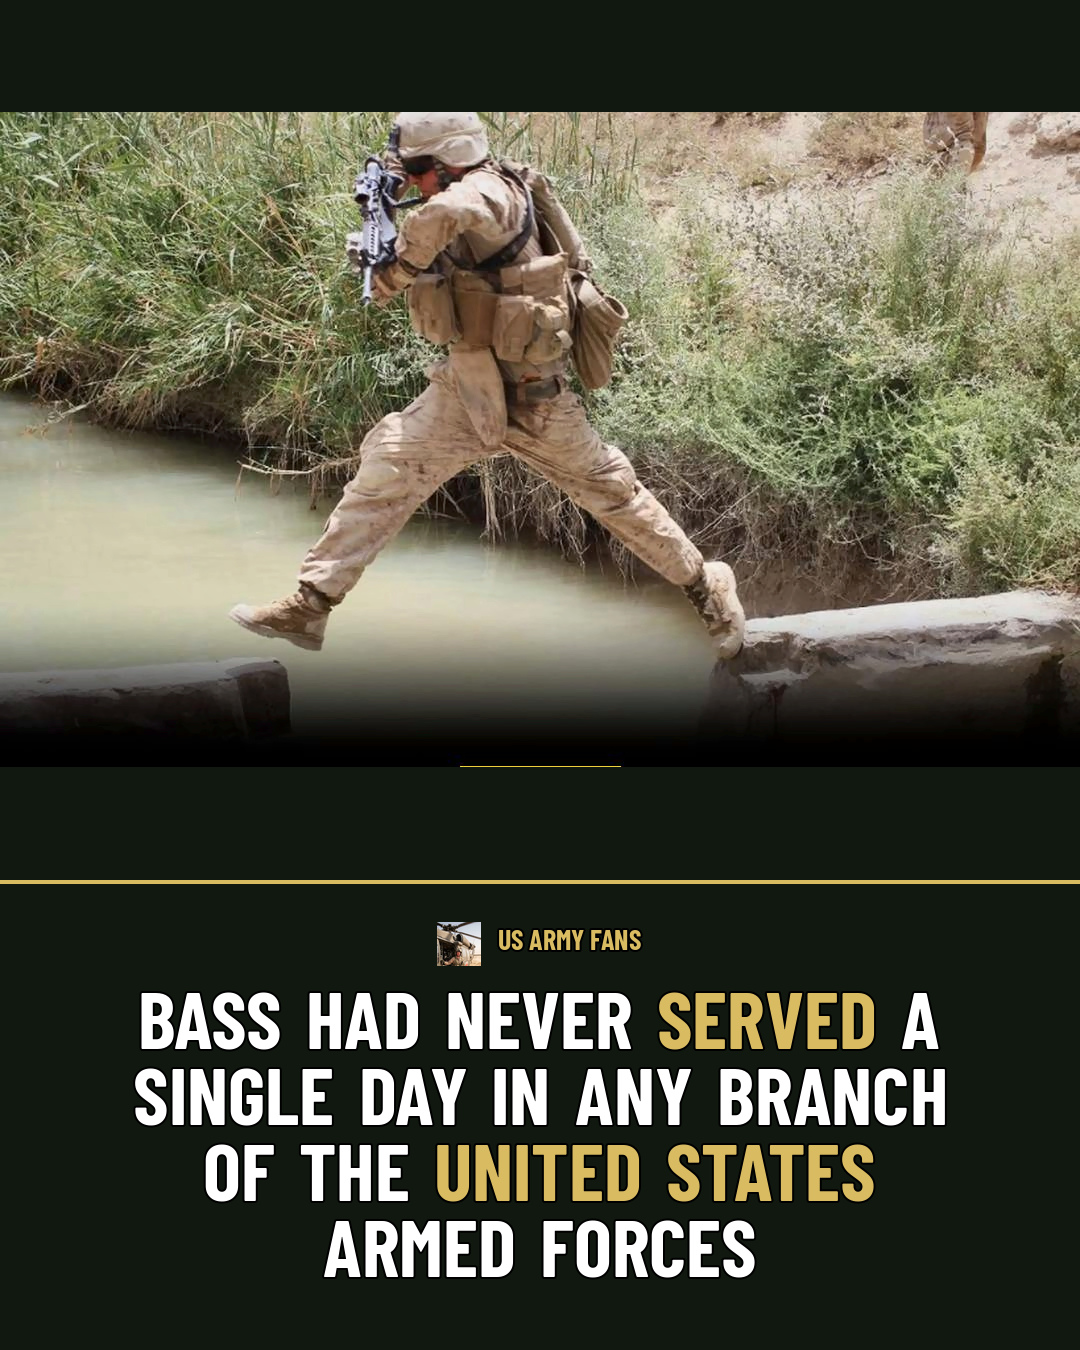 US ARMY FANS
BASS HAD NEVER SERVED A
SINGLE DAY IN ANY BRANCH
OF THE UNITED STATES
ARMED FORCES